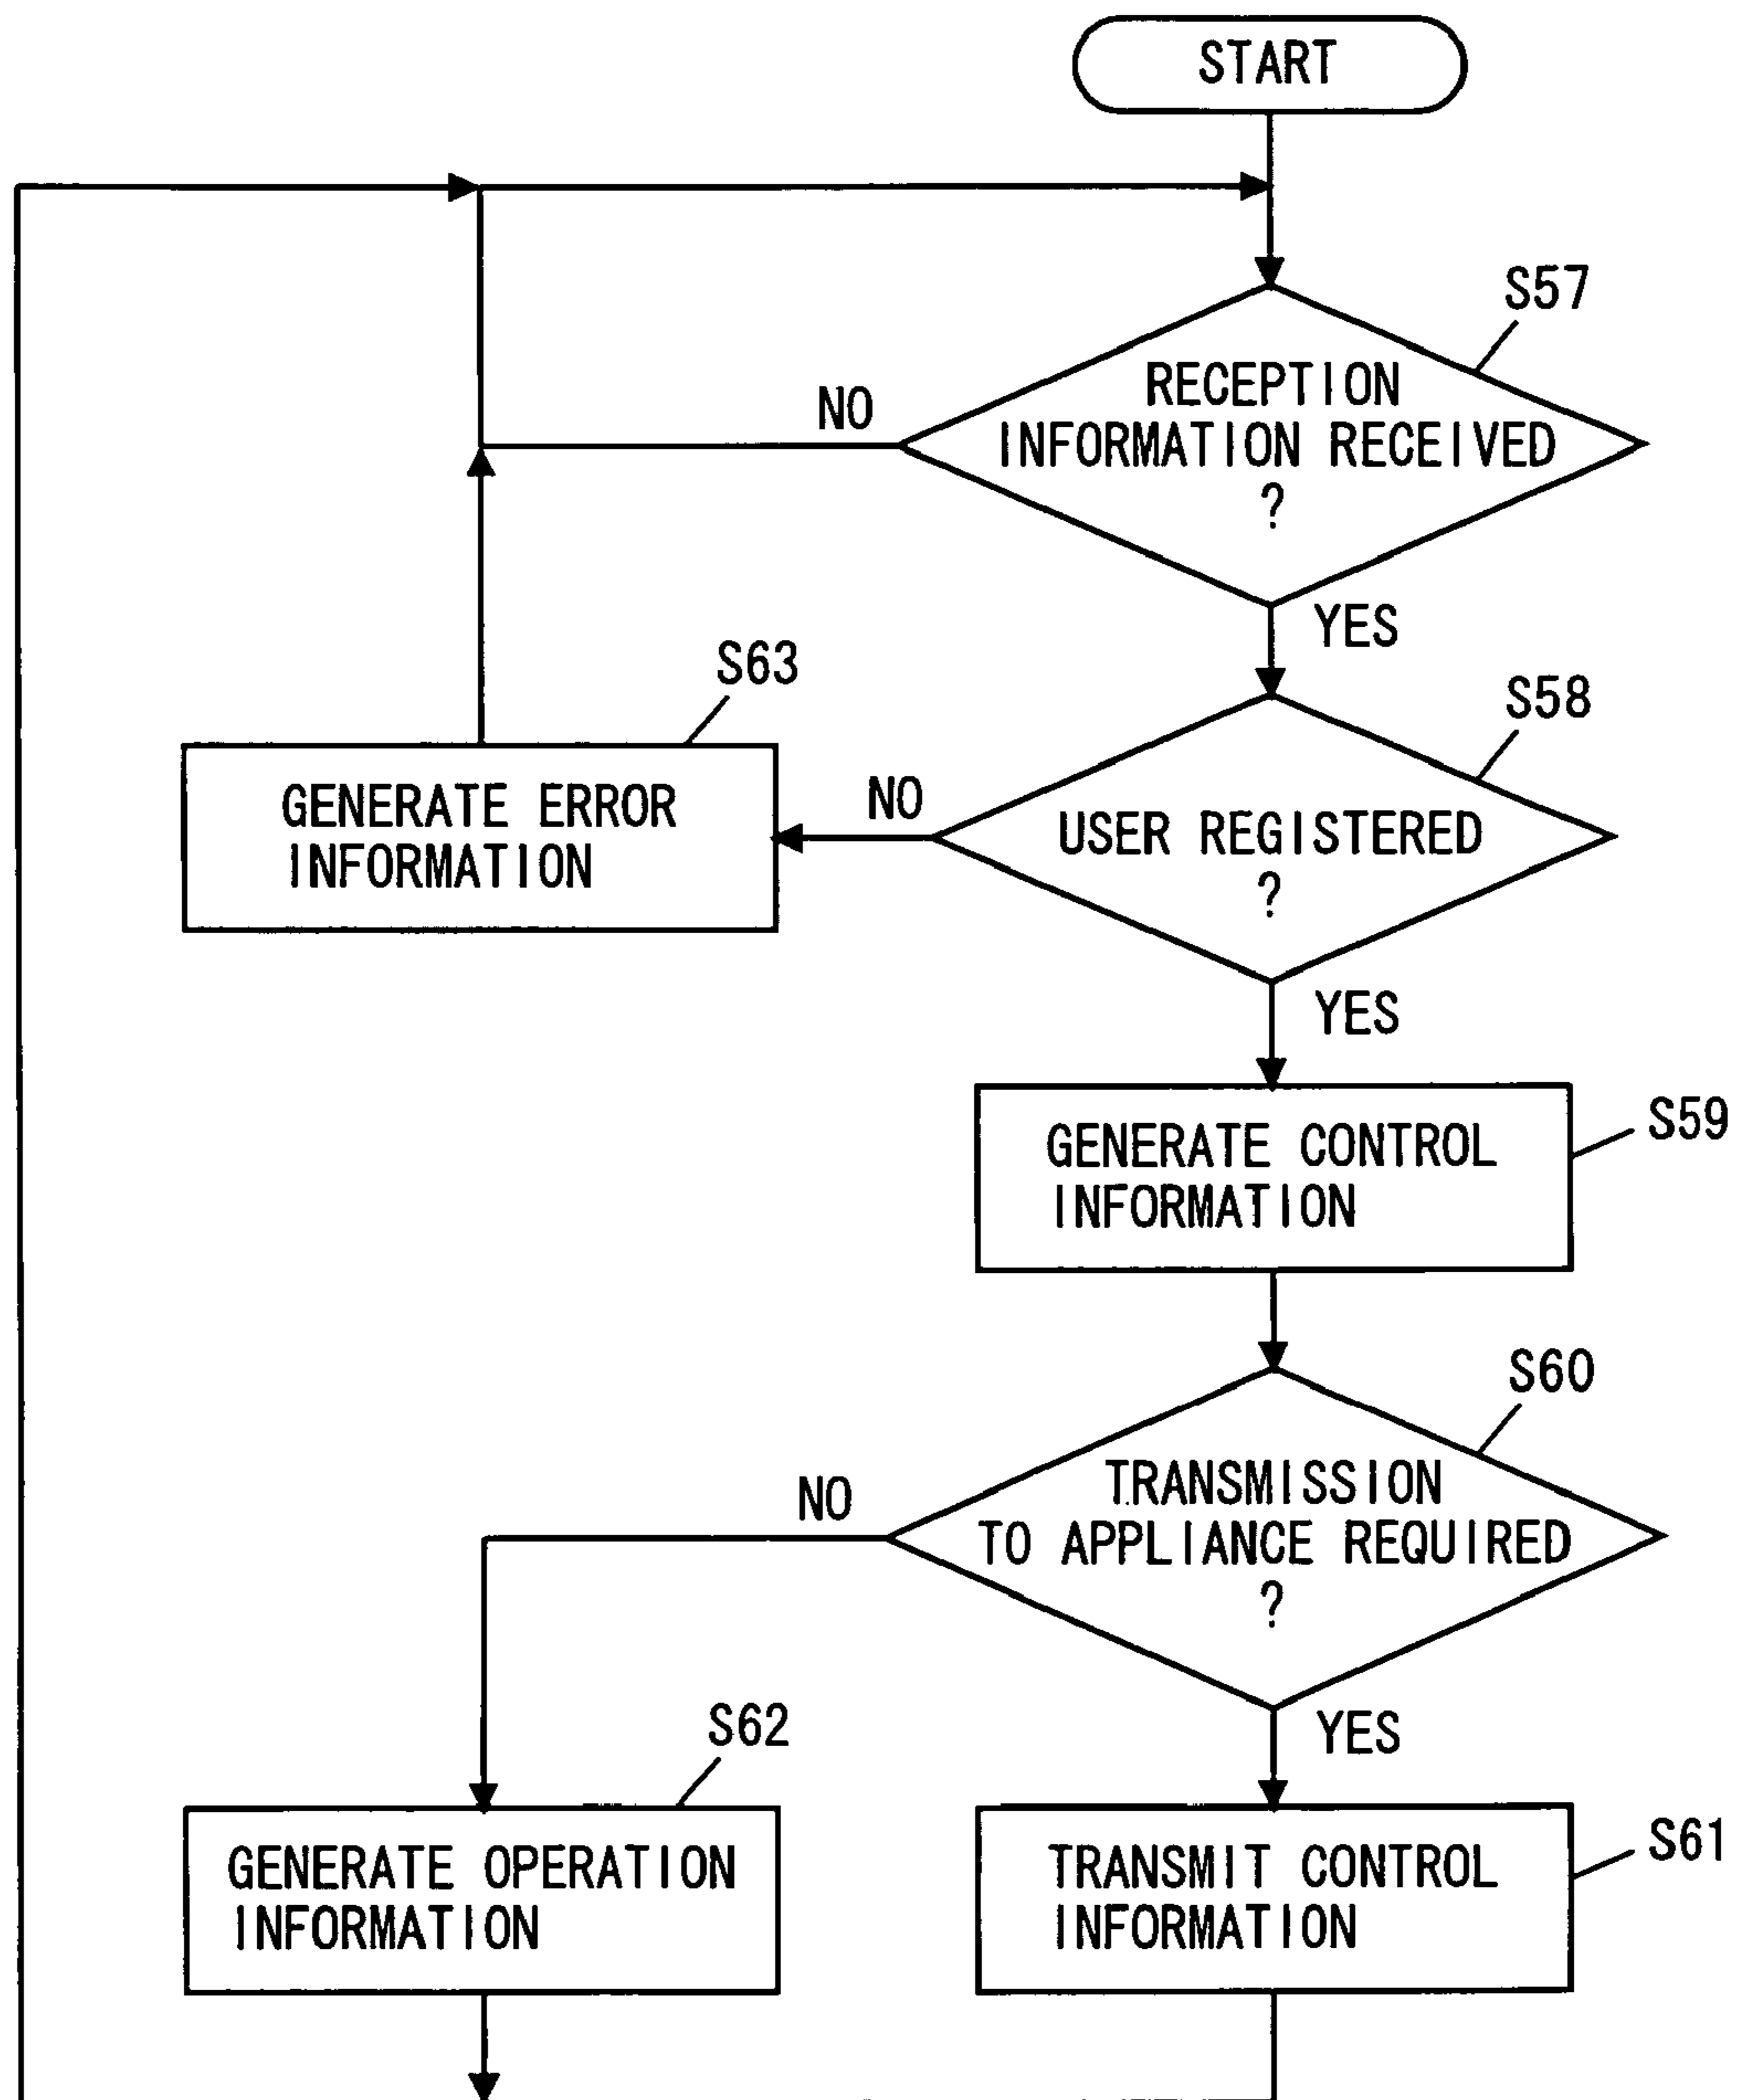 START
S57
RECEPTION
INFORMATION RECEIVED
?
NO
YES
S63
S58
GENERATE ERROR
INFORMATION
NO
USER REGISTERED
?
YES
S59
GENERATE CONTROL
INFORMATION
S60
TRANSMISSION
TO APPLIANCE REQUIRED
?
NO
YES
S62
S61
GENERATE OPERATION
INFORMATION
TRANSMIT CONTROL
INFORMATION